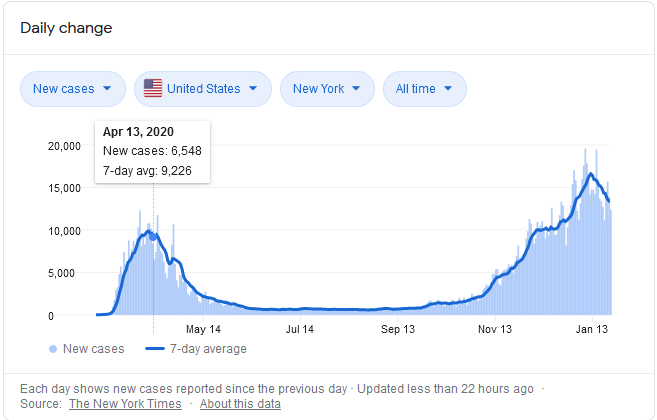 Daily change
New cases
United States
New York
All time
Apr 13, 2020
New cases: 6,548
7-day avg: 9,226
20,000
15,000
10,000
5,000
0
May 14
Jul 14
Sep 13
Nov 13
Jan 13
New cases
7-day average
Each day shows new cases reported since the previous day · Updated less than 22 hours ago ·
Source: The New York Times · About this data